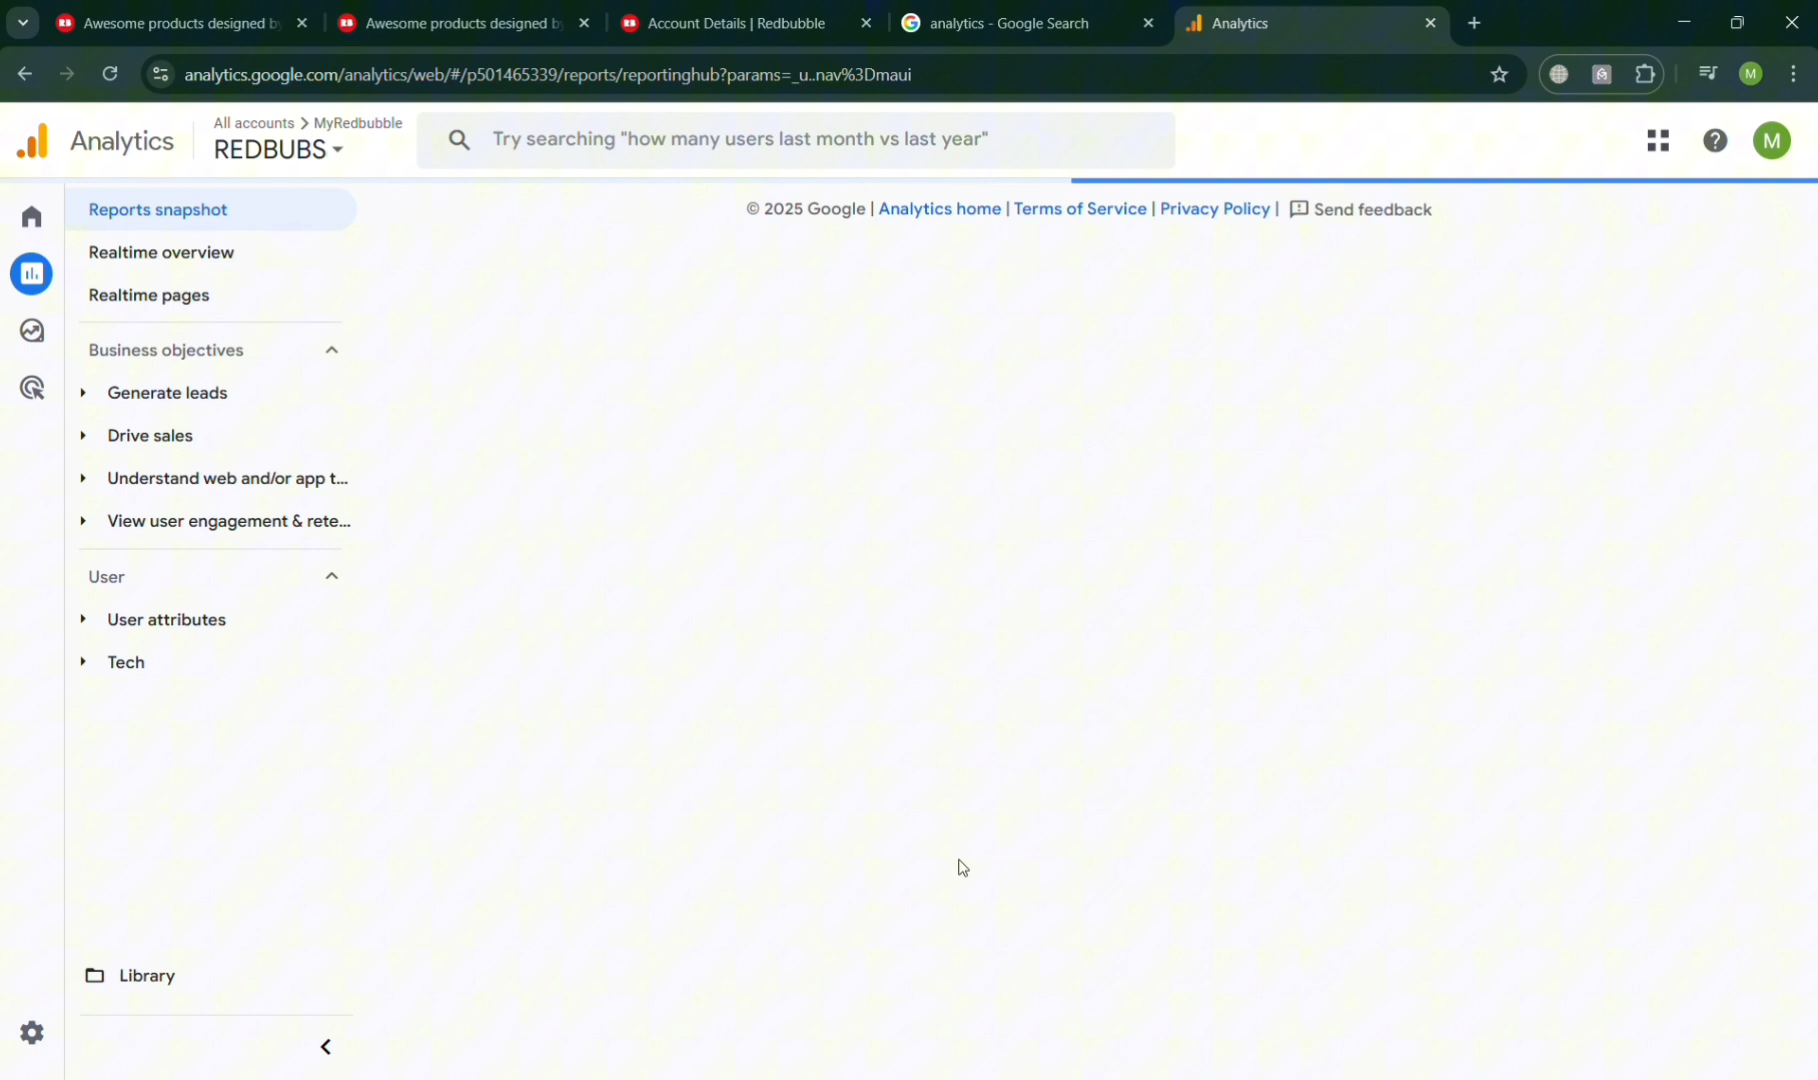 Awesome products designed by
Awesome products designed by
Account Details | Redbubble
analytics - Google Search
Analytics
analytics.google.com/analytics/web/#/p501465339/reports/reportinghub?params=_u..nav%3Dmaui
M
Analytics
All accounts > MyRedbubble
REDBUBS
Try searching "how many users last month vs last year"
M
Reports snapshot
© 2025 Google | Analytics home | Terms of Service | Privacy Policy | Send feedback
Realtime overview
Realtime pages
Business objectives
Generate leads
Drive sales
Understand web and/or app t...
View user engagement & rete...
User
User attributes
Tech
Library